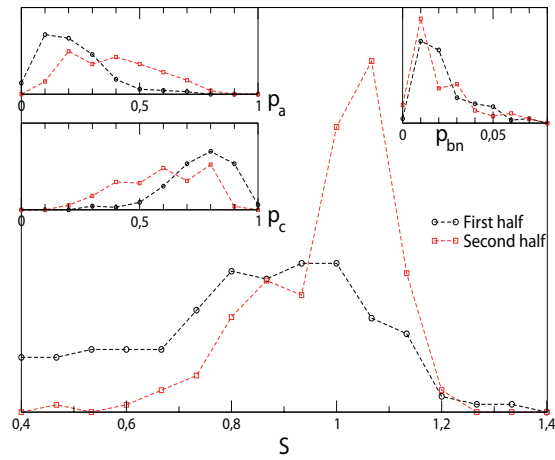 0 0,5 p_a 1
0 0,05 p_bn
0 0,5 p_c 1
First half
Second half
0,4 0,6 0,8 1 1,2 1,4
S